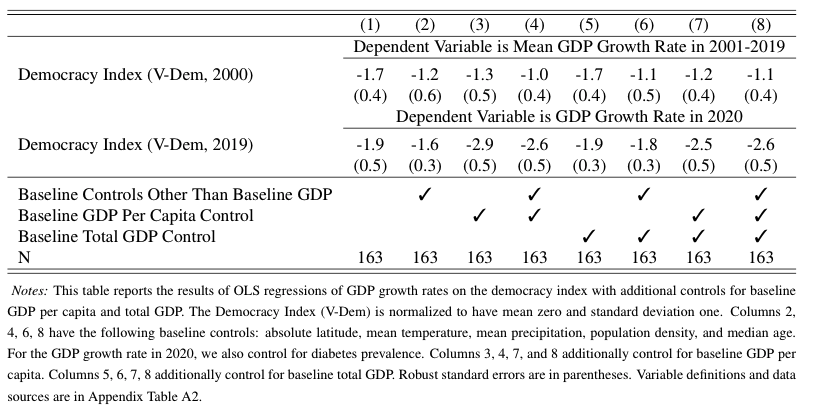 (1) (2) (3) (4) (5) (6) (7) (8)
Dependent Variable is Mean GDP Growth Rate in 2001-2019
Democracy Index (V-Dem, 2000) -1.7 -1.2 -1.3 -1.0 -1.7 -1.1 -1.2 -1.1
(0.4) (0.6) (0.5) (0.4) (0.4) (0.5) (0.4) (0.4)
Dependent Variable is GDP Growth Rate in 2020
Democracy Index (V-Dem, 2019) -1.9 -1.6 -2.9 -2.6 -1.9 -1.8 -2.5 -2.6
(0.5) (0.3) (0.5) (0.5) (0.3) (0.3) (0.5) (0.5)
Baseline Controls Other Than Baseline GDP ✓ ✓ ✓ ✓
Baseline GDP Per Capita Control ✓ ✓ ✓ ✓
Baseline Total GDP Control ✓ ✓ ✓ ✓
N 163 163 163 163 163 163 163 163
Notes: This table reports the results of OLS regressions of GDP growth rates on the democracy index with additional controls for baseline
GDP per capita and total GDP. The Democracy Index (V-Dem) is normalized to have mean zero and standard deviation one. Columns 2,
4, 6, 8 have the following baseline controls: absolute latitude, mean temperature, mean precipitation, population density, and median age.
For the GDP growth rate in 2020, we also control for diabetes prevalence. Columns 3, 4, 7, and 8 additionally control for baseline GDP per
capita. Columns 5, 6, 7, 8 additionally control for baseline total GDP. Robust standard errors are in parentheses. Variable definitions and data
sources are in Appendix Table A2.